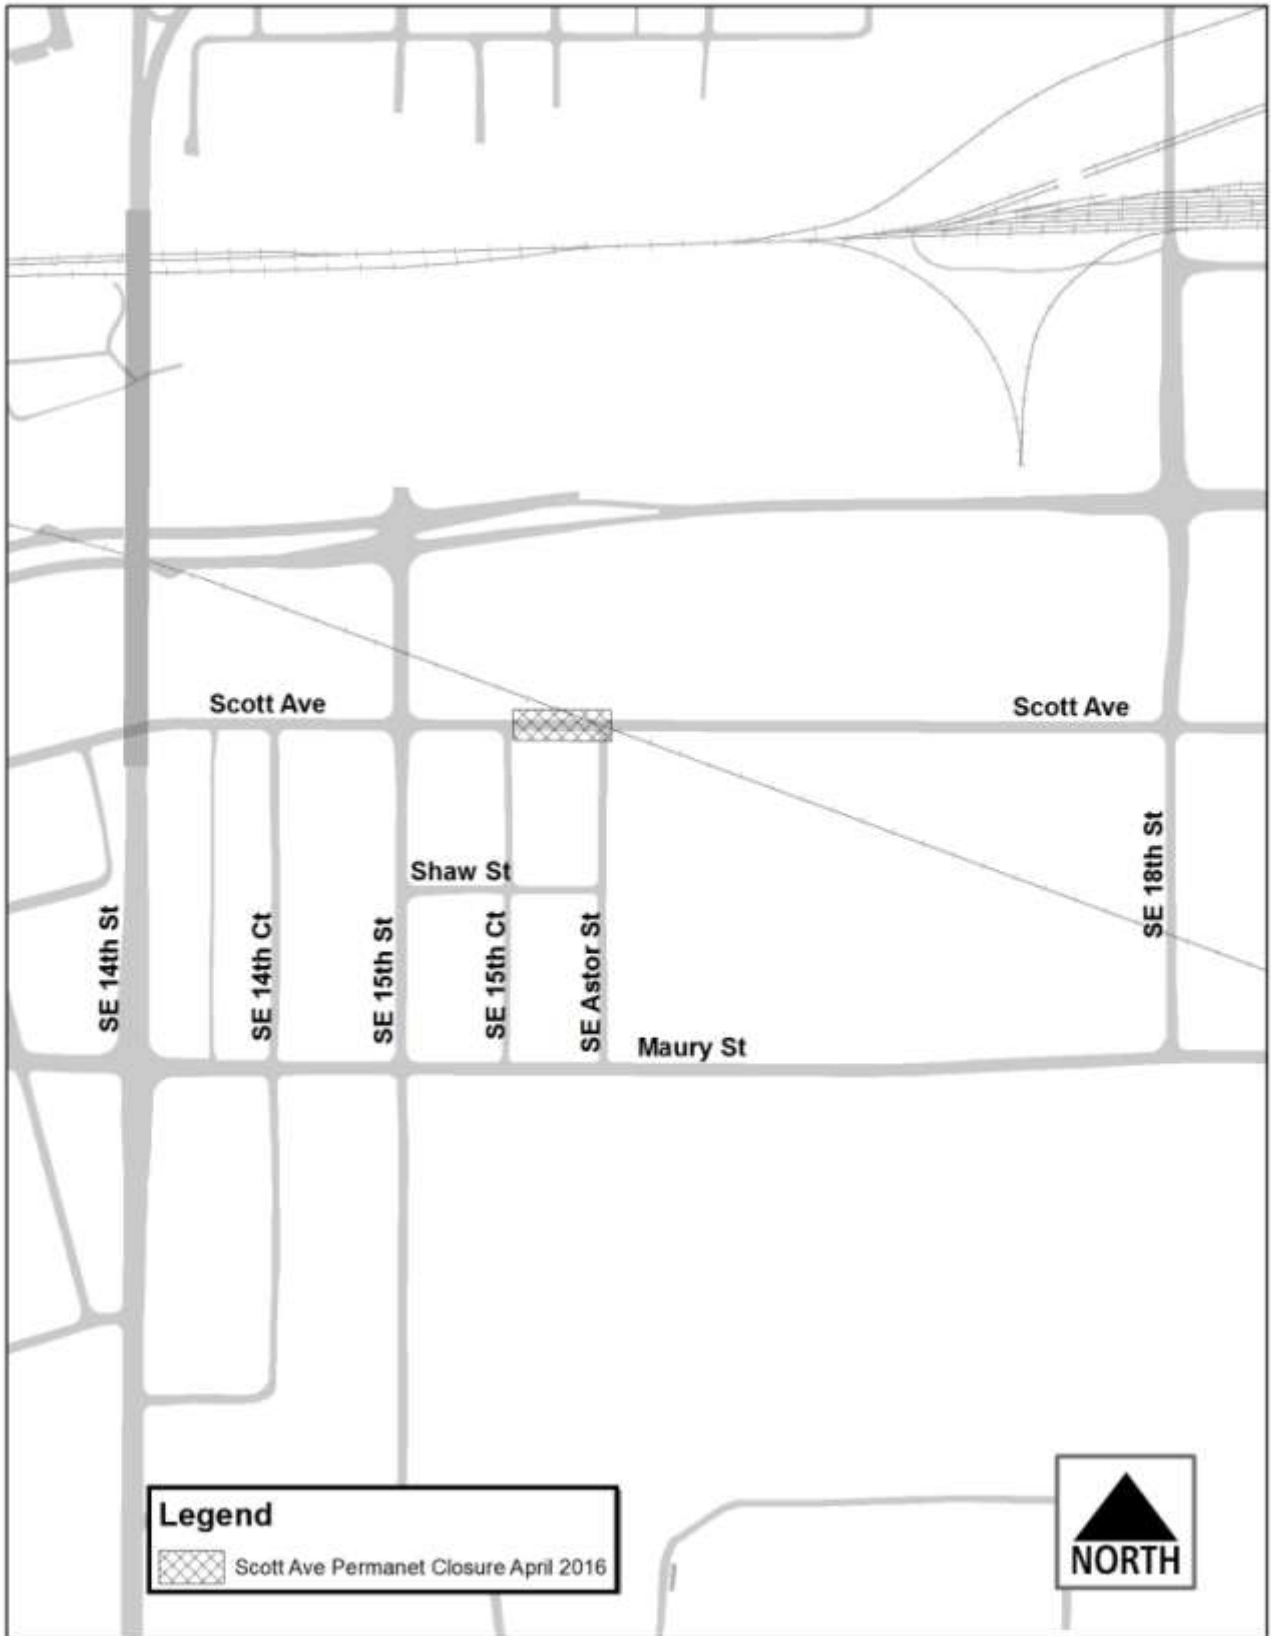 Scott Ave
Scott Ave
Shaw St
SE 14th St
SE 14th Ct
SE 15th St
SE 15th Ct
SE Astor St
SE 18th St
Maury St
Legend
Scott Ave Permanet Closure April 2016
NORTH